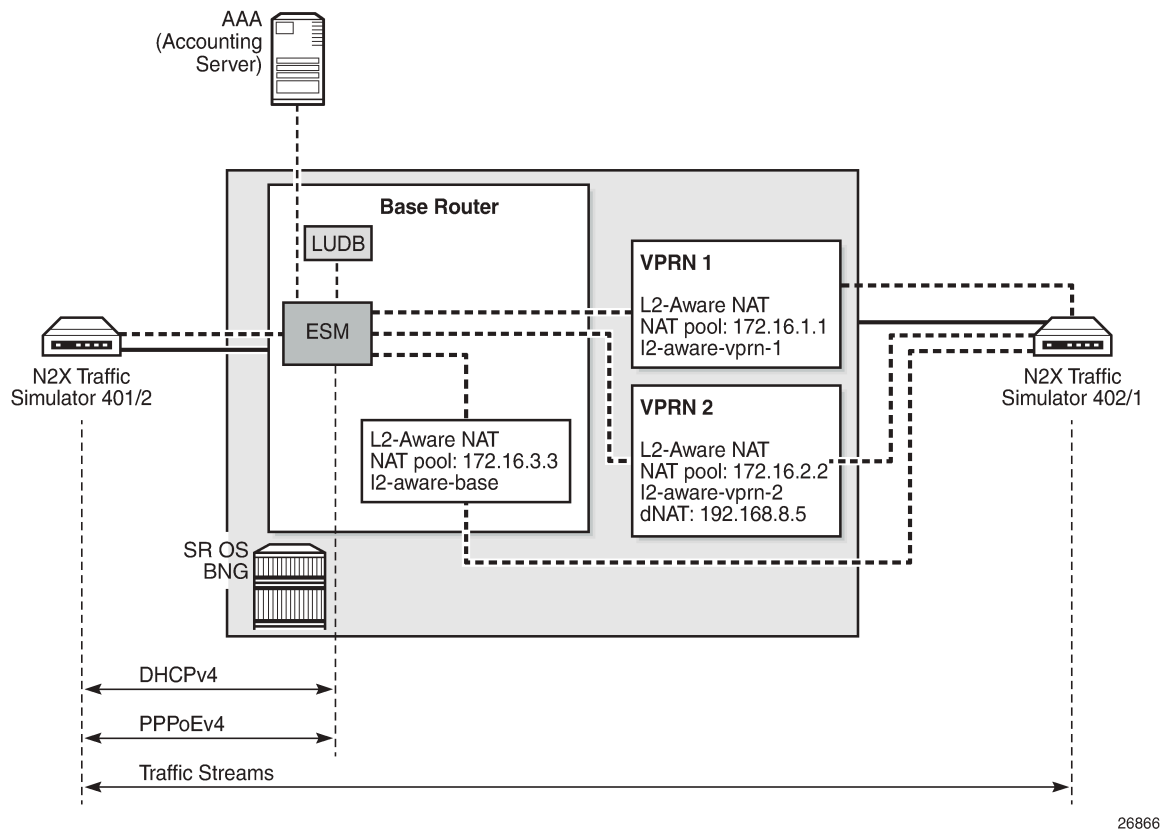 AAA
(Accounting
Server)
Base Router
LUDB
ESM
VPRN 1
L2-Aware NAT
NAT pool: 172.16.1.1
l2-aware-vprn-1
N2X Traffic
Simulator 401/2
N2X Traffic
Simulator 402/1
VPRN 2
L2-Aware NAT
NAT pool: 172.16.2.2
l2-aware-vprn-2
dNAT: 192.168.8.5
L2-Aware NAT
NAT pool: 172.16.3.3
l2-aware-base
SR OS
BNG
DHCPv4
PPPoEv4
Traffic Streams
26866